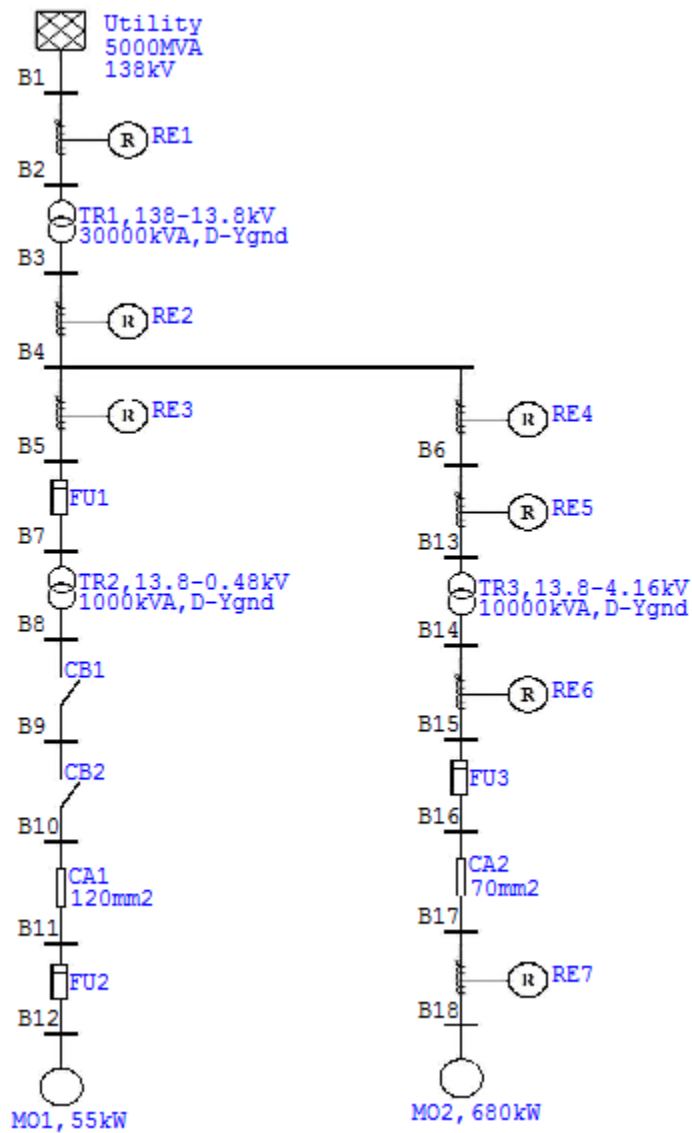 Utility
5000MVA
138kV
B1
R RE1
B2
TR1,138-13.8kV
30000kVA,D-Ygnd
B3
R RE2
B4
R RE3
B5
FU1
B7
TR2,13.8-0.48kV
1000kVA,D-Ygnd
B8
CB1
B9
CB2
B10
CA1
120mm2
B11
FU2
B12
MO1,55kW
R RE4
B6
R RE5
B13
TR3,13.8-4.16kV
10000kVA,D-Ygnd
B14
R RE6
B15
FU3
B16
CA2
70mm2
B17
R RE7
B18
MO2,680kW